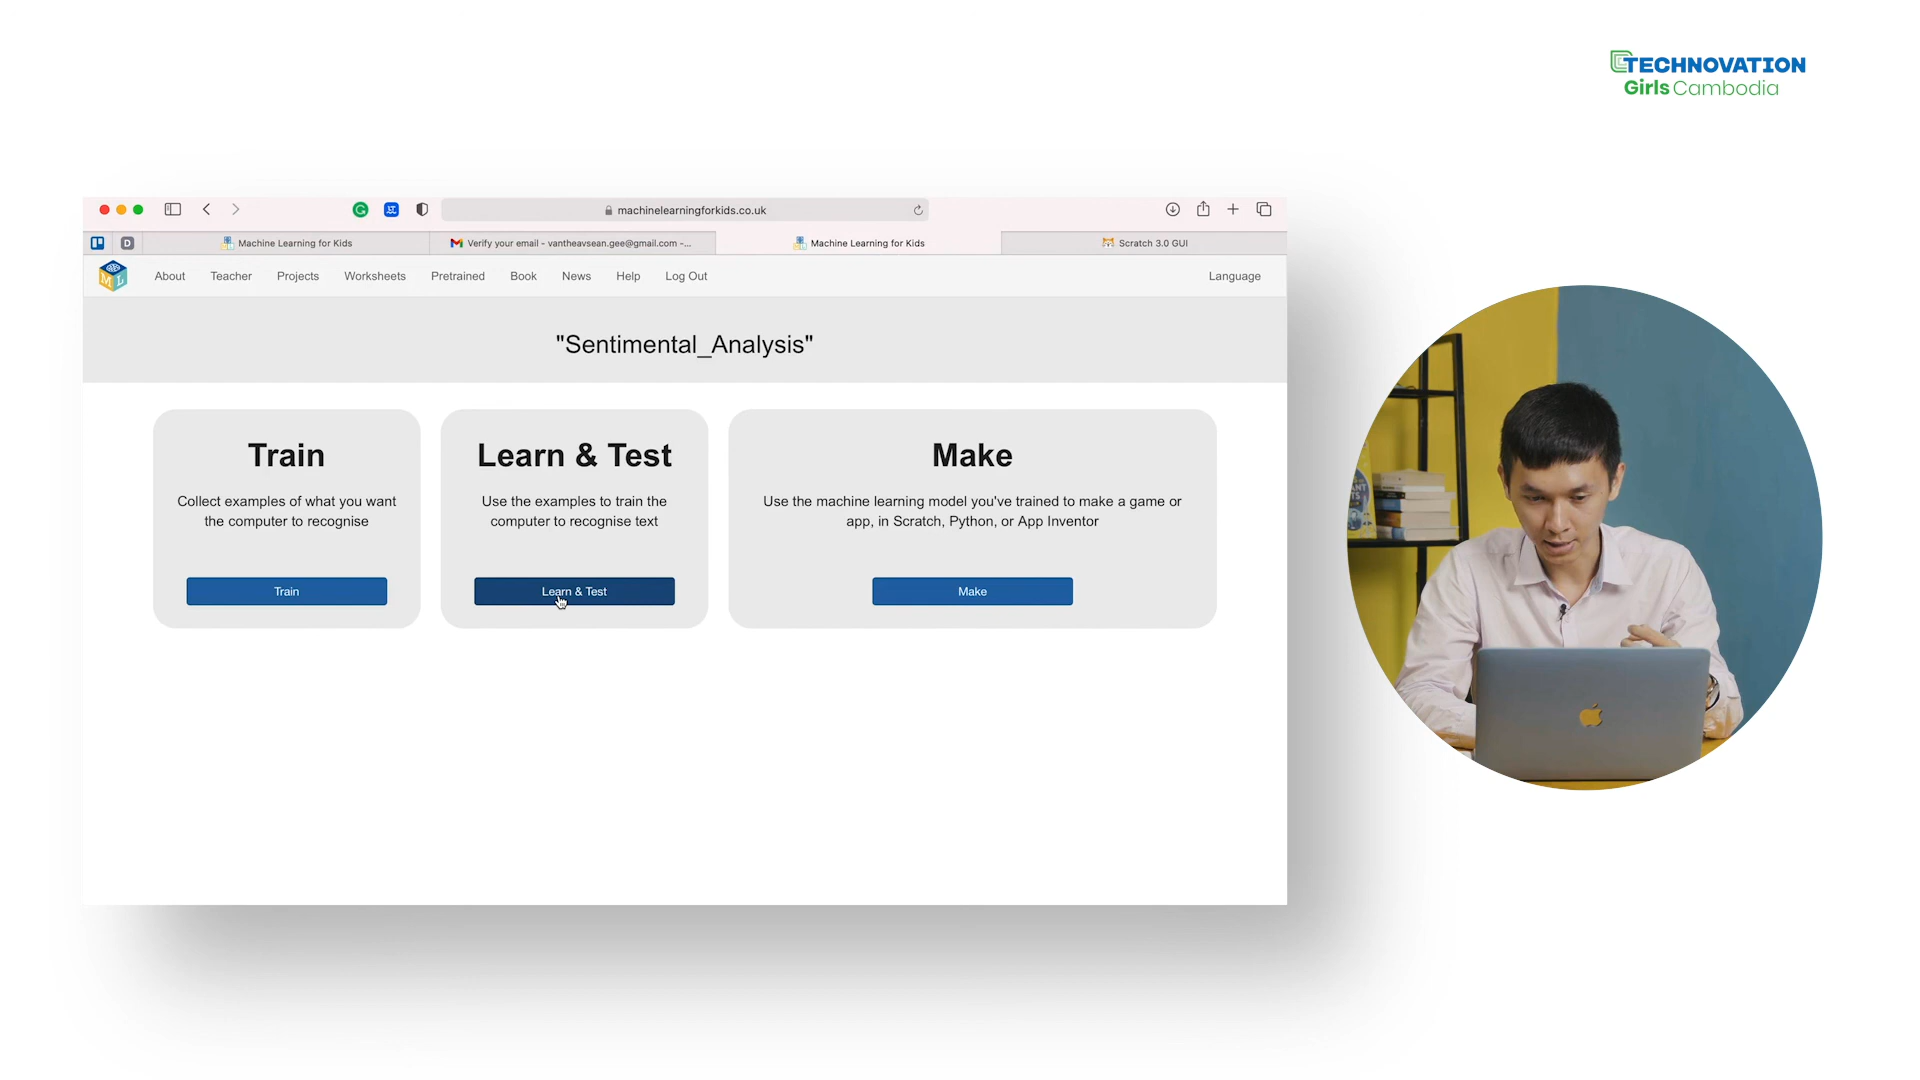 TECHNOVATION
Girls Cambodia
machinelearningforkids.co.uk
D
Machine Learning for Kids
Verify your email - vantheavsean.gee@gmail.com -...
Machine Learning for Kids
Scratch 3.0 GUI
ML
About
Teacher
Projects
Worksheets
Pretrained
Book
News
Help
Log Out
Language
"Sentimental_Analysis"
Train
Collect examples of what you want
the computer to recognise
Train
Learn & Test
Use the examples to train the
computer to recognise text
Learn & Test
Make
Use the machine learning model you've trained to make a game or
app, in Scratch, Python, or App Inventor
Make